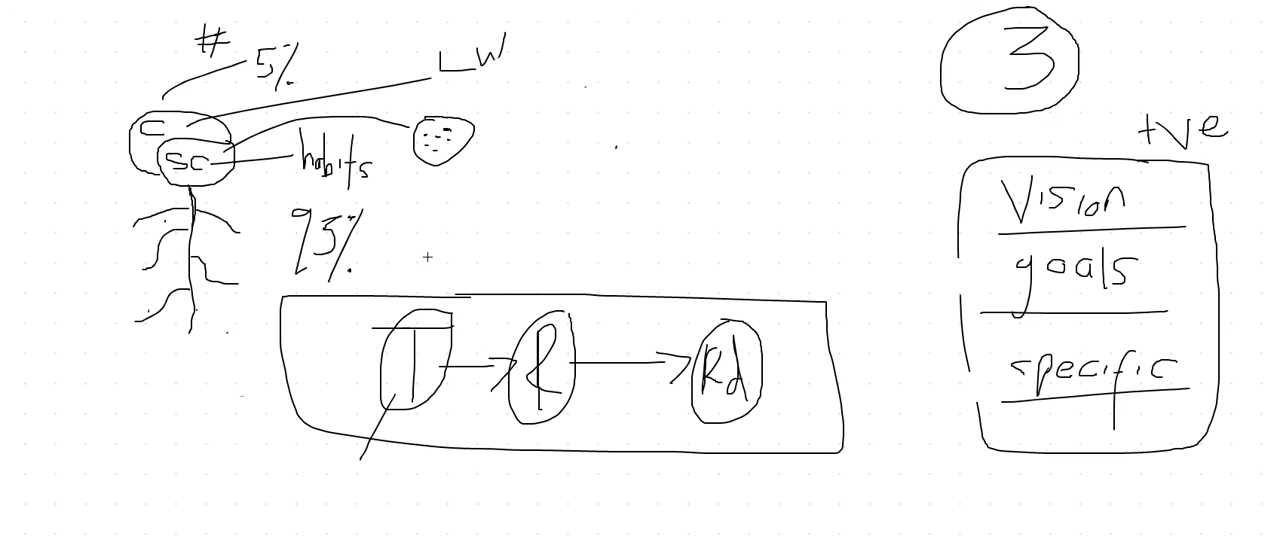 #
5%
LW
C
SC
habits
95%
T
R
Rd
3
+ve
Vision
goals
specific